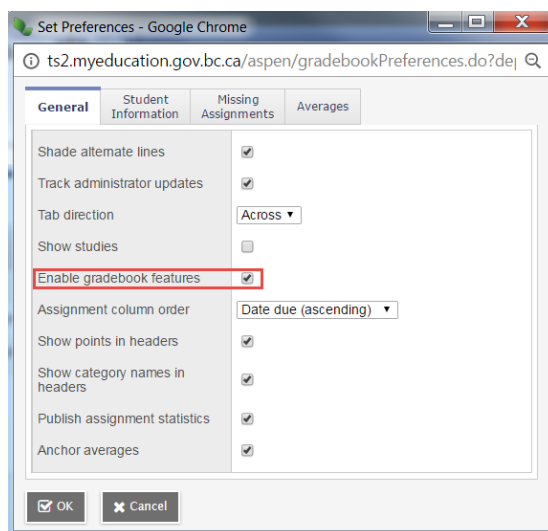 Set Preferences - Google Chrome
ts2.myeducation.gov.bc.ca/aspen/gradebookPreferences.do?dep
General
Student
Information
Missing
Assignments
Averages
Shade alternate lines
Track administrator updates
Tab direction
Across
Show studies
Enable gradebook features
Assignment column order
Date due (ascending)
Show points in headers
Show category names in
headers
Publish assignment statistics
Anchor averages
OK
Cancel